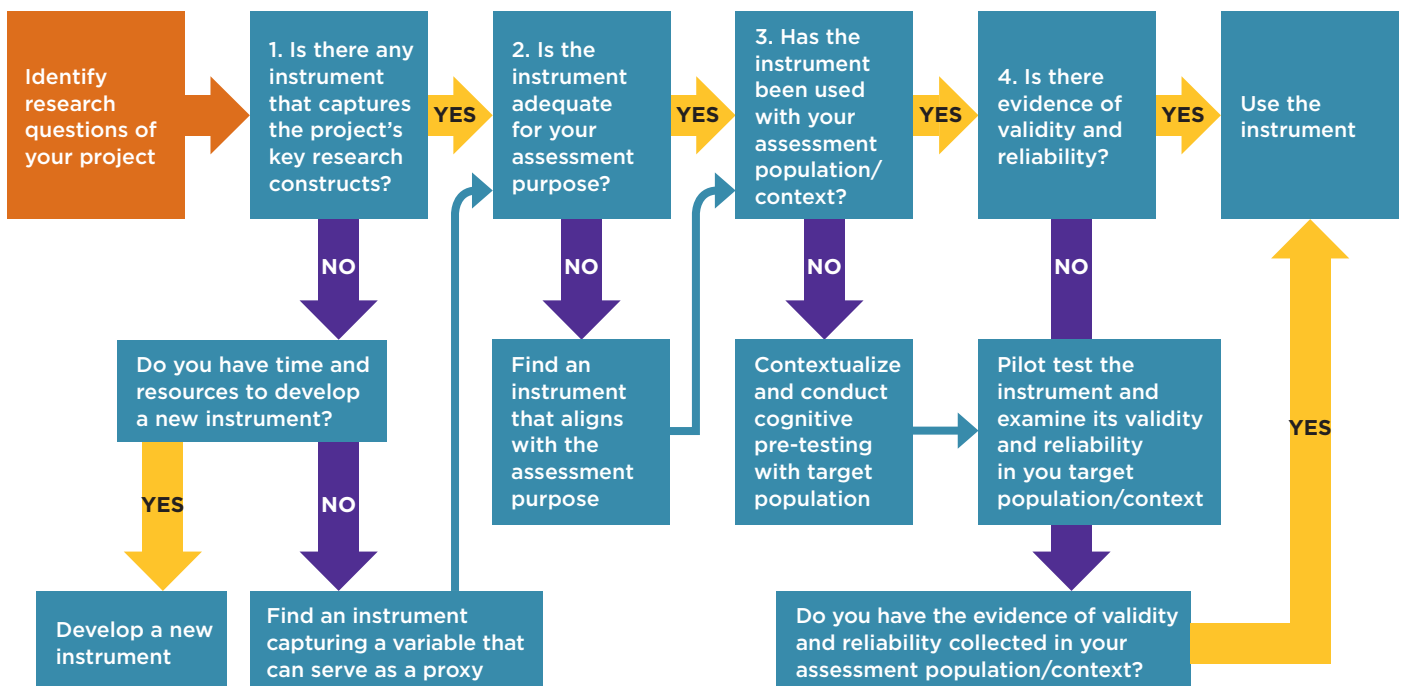 Identify
research
questions of
your project
1. Is there any
instrument
that captures
the project's
key research
constructs?
YES
2. Is the
instrument
adequate
for your
assessment
purpose?
YES
3. Has the
instrument
been used
with your
assessment
population/
context?
YES
4. Is there
evidence of
validity and
reliability?
YES
Use the
instrument
NO
NO
NO
NO
Do you have time and
resources to develop
a new instrument?
Find an
instrument
that aligns
with the
assessment
purpose
Contextualize
and conduct
cognitive
pre-testing
with target
population
Pilot test the
instrument and
examine its validity
and reliability
in you target
population/context
YES
YES
NO
Develop a new
instrument
Find an instrument
capturing a variable that
can serve as a proxy
Do you have the evidence of validity
and reliability collected in your
assessment population/context?